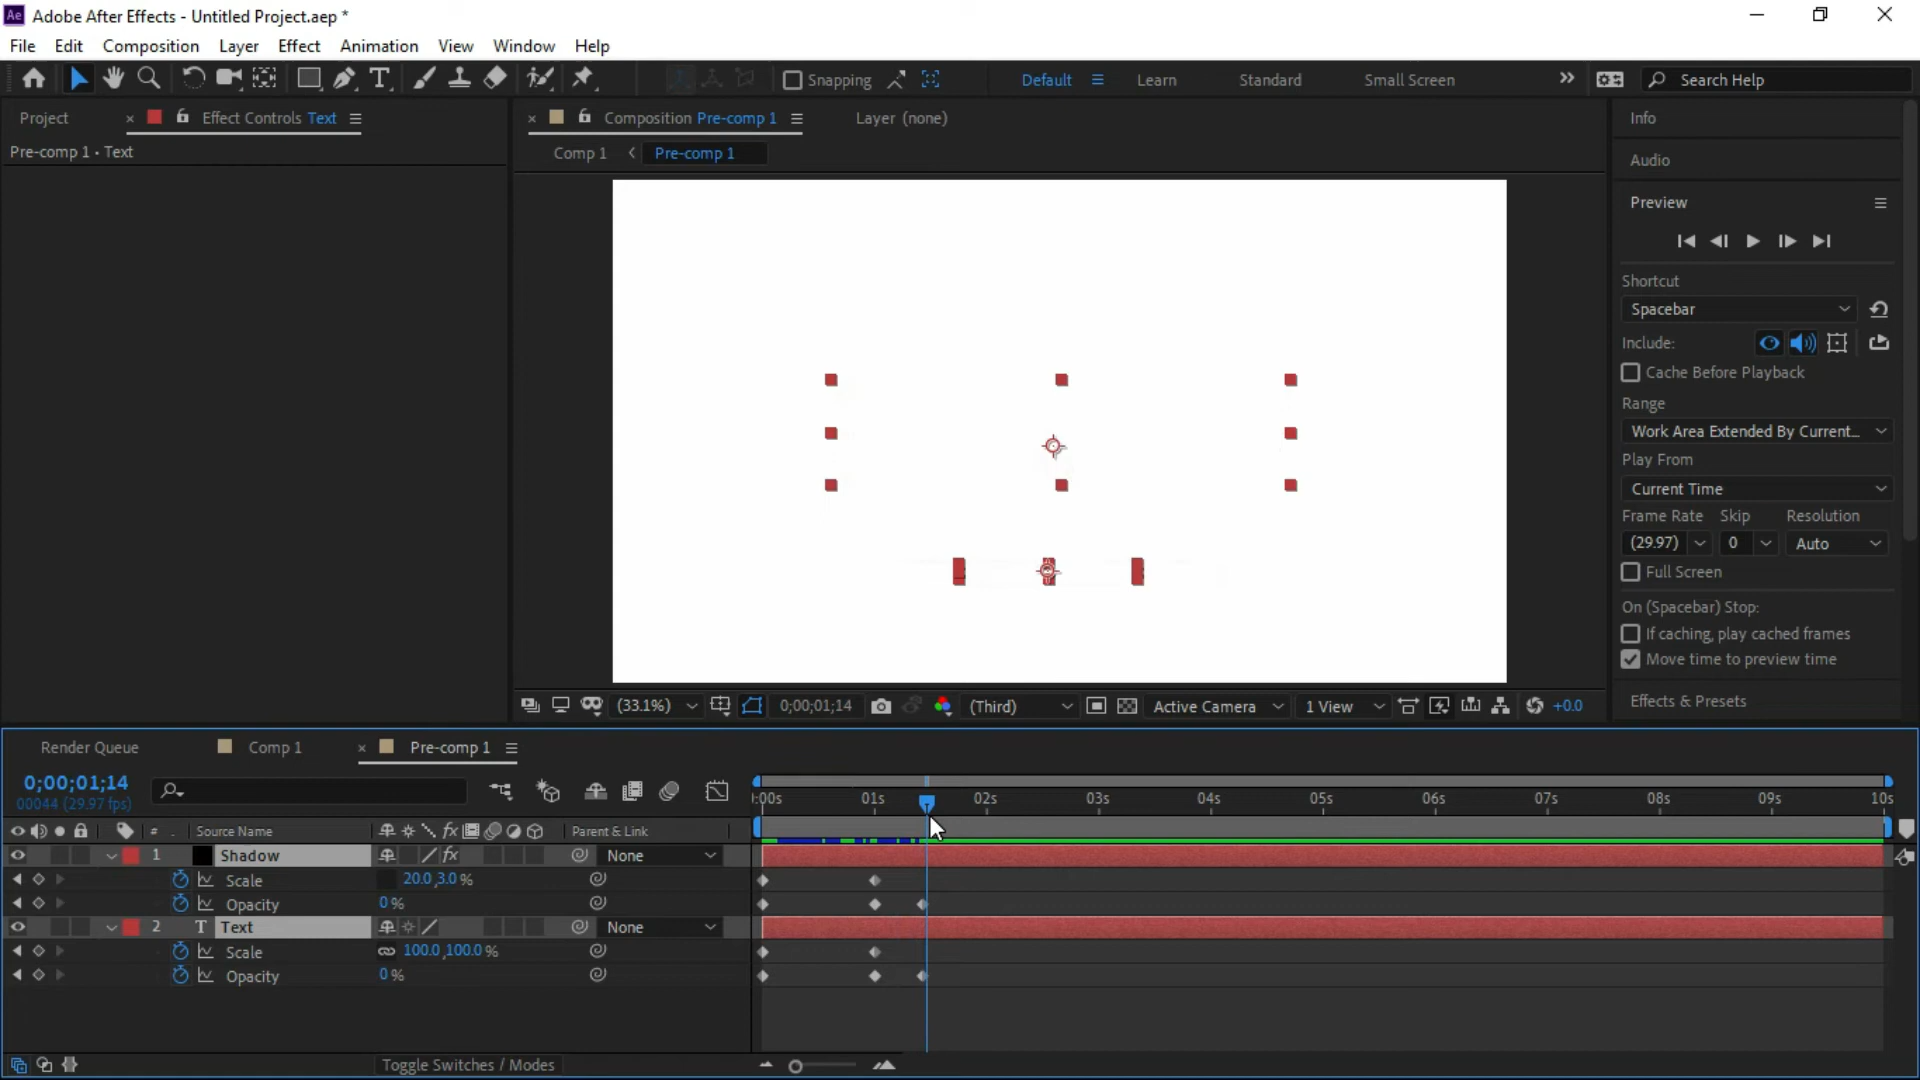 Ae Adobe After Effects - Untitled Project.aep *
File Edit Composition Layer Effect Animation View Window Help
Snapping Default Learn Standard Small Screen Search Help
Project Effect Controls Text
Pre-comp 1 • Text
Composition Pre-comp 1 Layer (none)
Comp 1 Pre-comp 1
Info
Audio
Preview
Shortcut
Spacebar
Include:
Cache Before Playback
Range
Work Area Extended By Current...
Play From
Current Time
Frame Rate Skip Resolution
(29.97) 0 Auto
Full Screen
On (Spacebar) Stop:
If caching, play cached frames
Move time to preview time
Effects & Presets
(33.1%) 0;00;01;14 (Third) Active Camera 1 View +0.0
Render Queue Comp 1 Pre-comp 1
0;00;01;14
00044 (29.97 fps)
:00s 01s 02s 03s 04s 05s 06s 07s 08s 09s 10s
# Source Name fx Parent & Link
1 Shadow fx None
Scale 20.0,3.0 %
Opacity 0 %
2 T Text None
Scale 100.0,100.0 %
Opacity 0 %
Toggle Switches / Modes